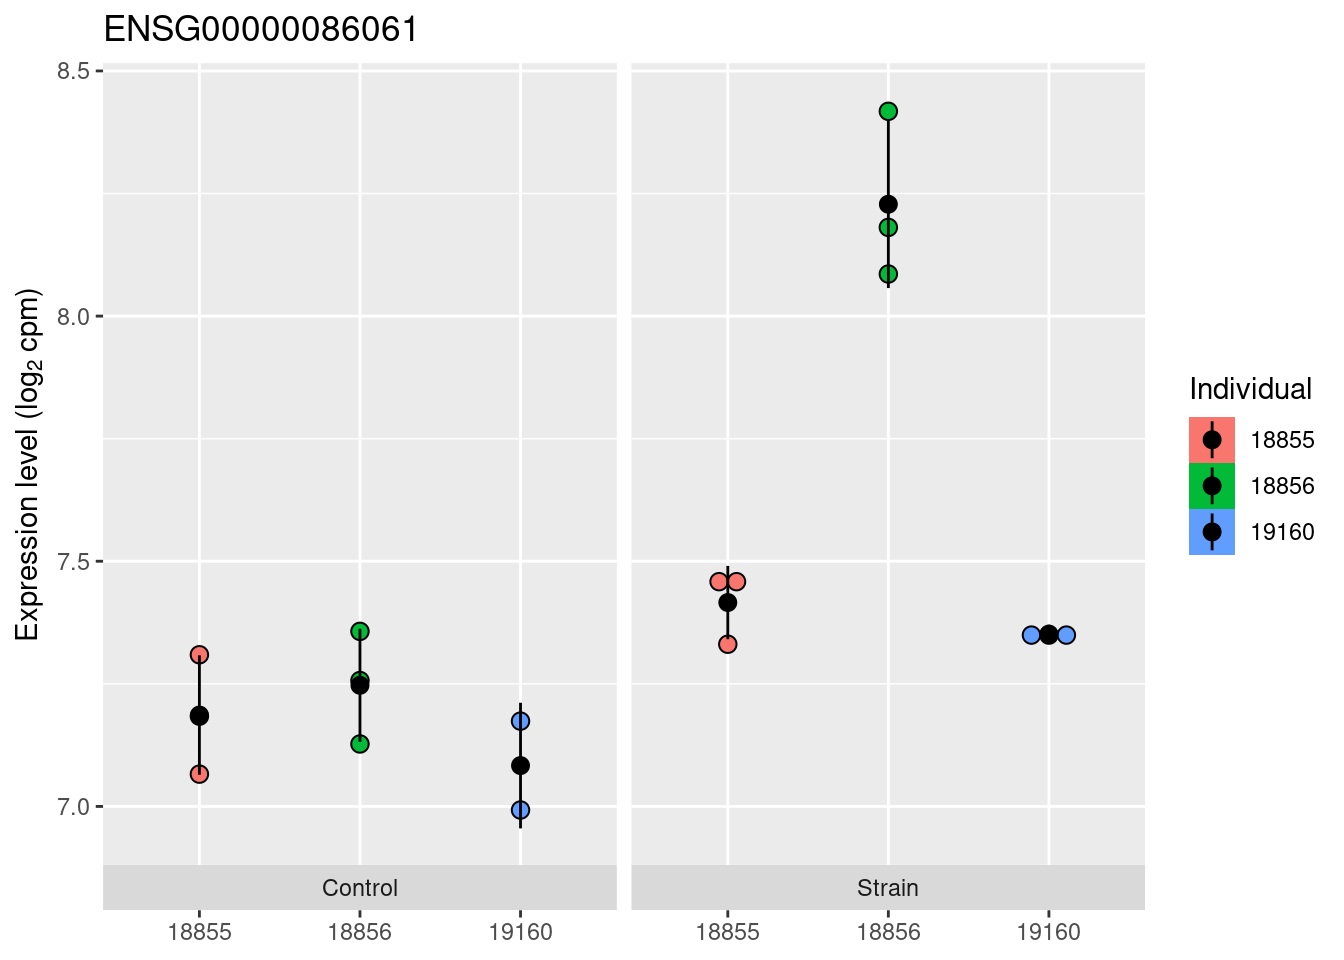 ENSG00000086061
Expression level (log₂ cpm)
8.5
8.0
7.5
7.0
Control
Strain
18855
18856
19160
18855
18856
19160
Individual
18855
18856
19160